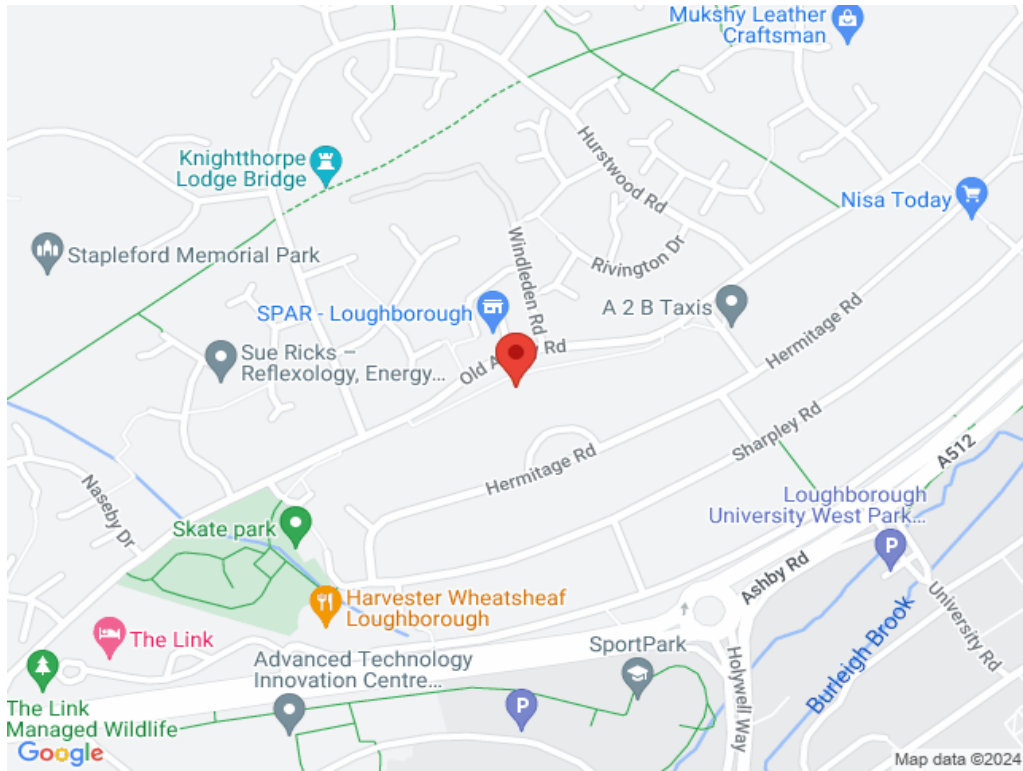 Mukshy Leather
Craftsman
Knightthorpe
Lodge Bridge
Hurstwood Rd
Nisa Today
Stapleford Memorial Park
Windleden Rd
Rivington Dr
SPAR - Loughborough
A 2 B Taxis
Hermitage Rd
Sue Ricks –
Reflexology, Energy...
Old A Rd
Sharpley Rd
Hermitage Rd
A512
Naseby Dr
Loughborough
University West Park...
P
Skate park
Ashby Rd
University Rd
Harvester Wheatsheaf
Loughborough
The Link
SportPark
Burleigh Brook
Advanced Technology
Innovation Centre...
Holywell Way
P
The Link
Managed Wildlife
Google
Map data ©2024